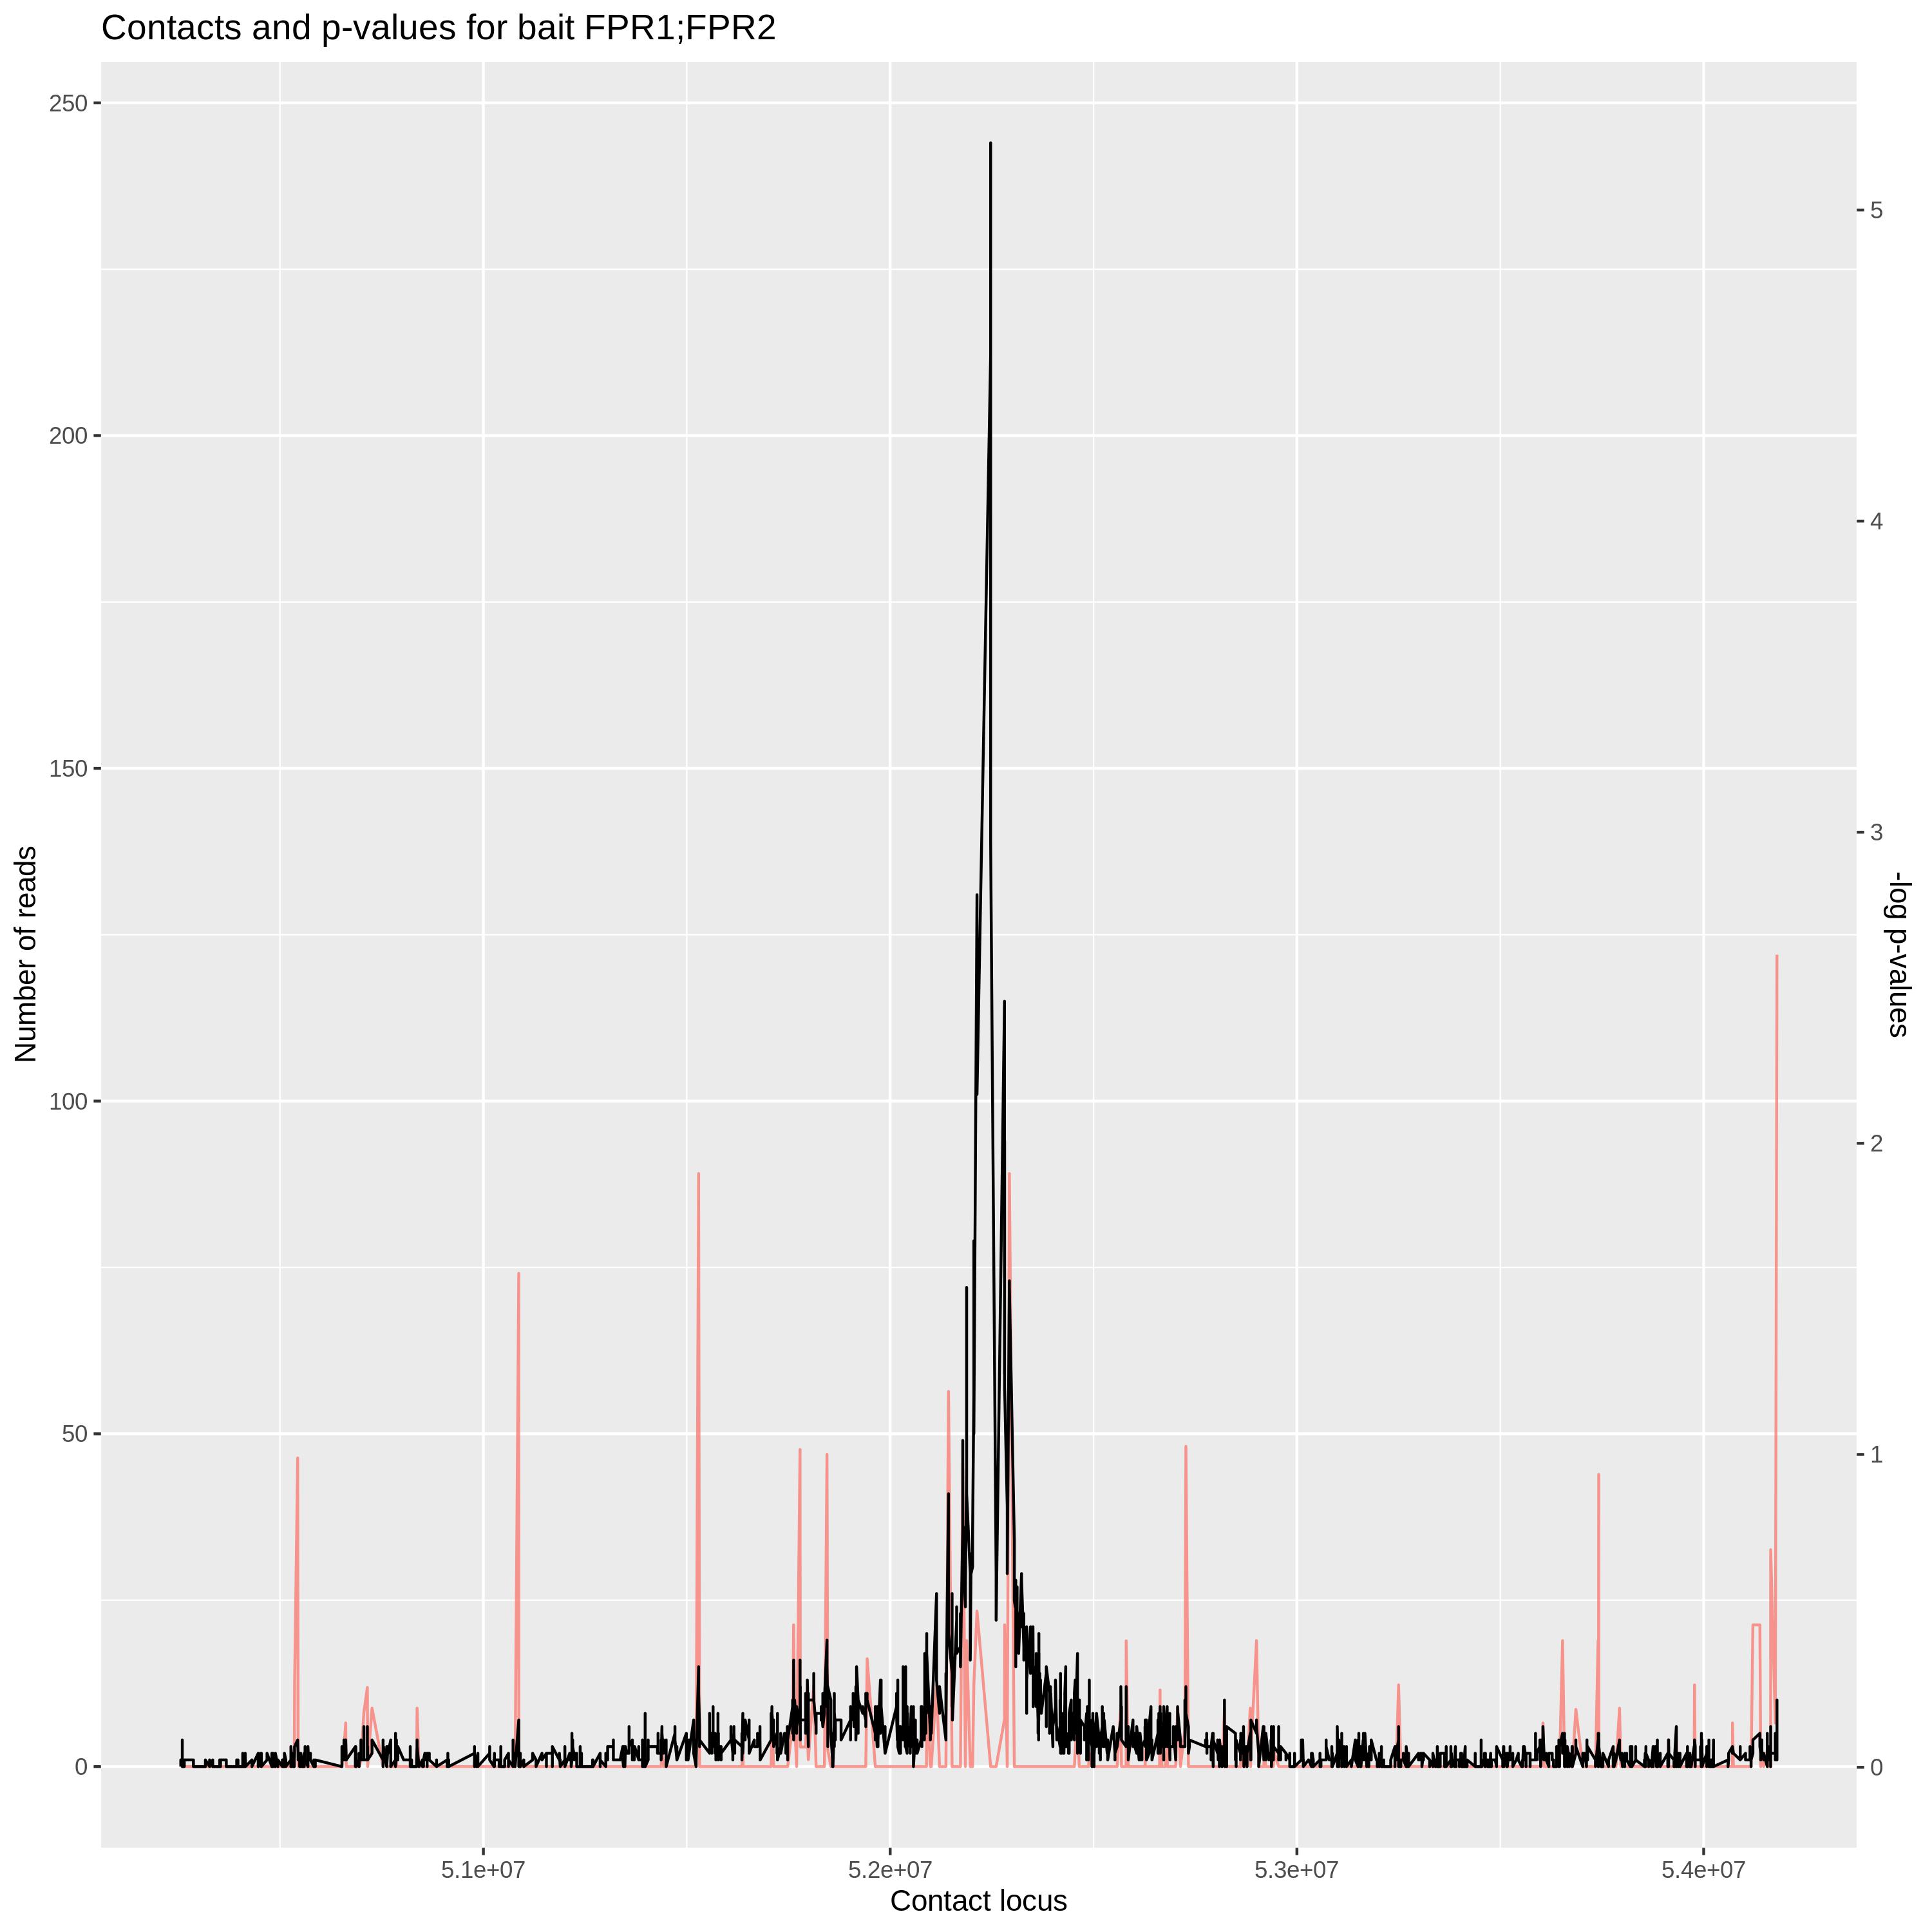 Contacts and p-values for bait FPR1;FPR2
250
200
150
100
50
0
Number of reads
5
4
3
2
1
0
-log p-values
5.1e+07
5.2e+07
5.3e+07
5.4e+07
Contact locus